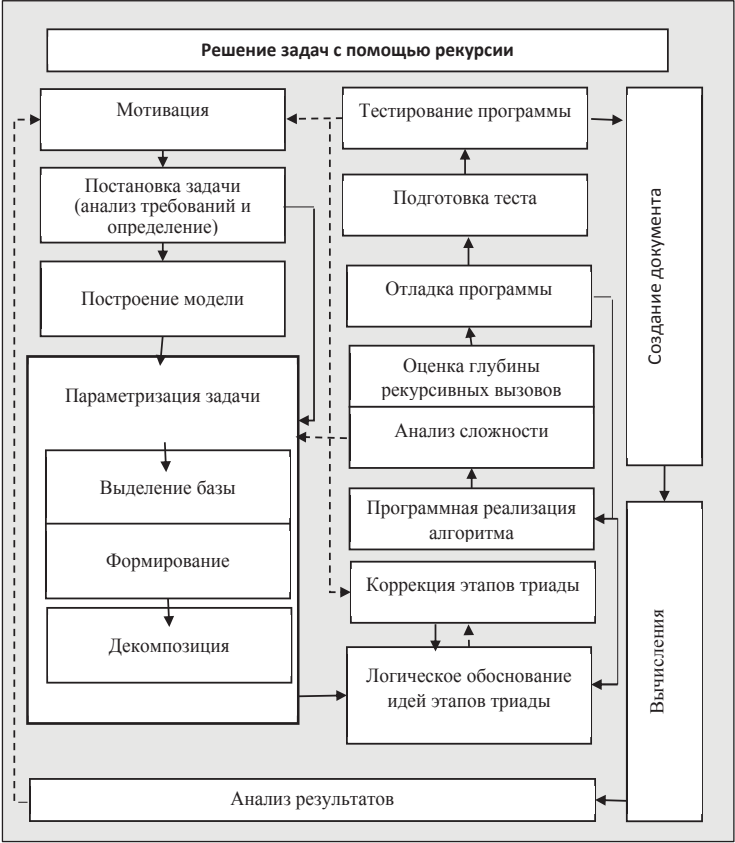 Решение задач с помощью рекурсии
Мотивация
Постановка задачи
(анализ требований и
определение)
Построение модели
Параметризация задачи
Выделение базы
Формирование
Декомпозиция
Тестирование программы
Подготовка теста
Отладка программы
Оценка глубины
рекурсивных вызовов
Анализ сложности
Программная реализация
алгоритма
Коррекция этапов триады
Логическое обоснование
идей этапов триады
Создание документа
Вычисления
Анализ результатов